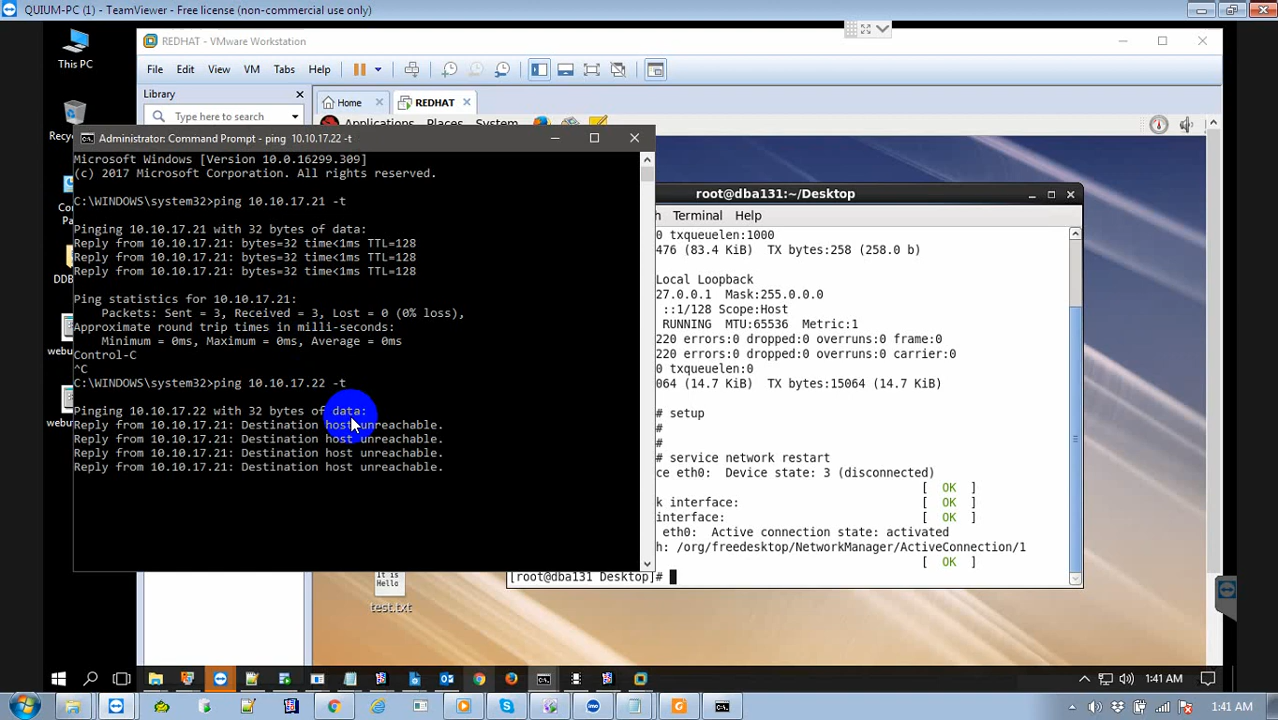 QUIUM-PC (1) - TeamViewer - Free license (non-commercial use only)
This PC
REDHAT - VMware Workstation
File Edit View VM Tabs Help
Library
Type here to search
Home
REDHAT
Applications Places System
Administrator: Command Prompt - ping 10.10.17.22 -t
Microsoft Windows [Version 10.0.16299.309]
(c) 2017 Microsoft Corporation. All rights reserved.
C:\WINDOWS\system32>ping 10.10.17.21 -t
Pinging 10.10.17.21 with 32 bytes of data:
Reply from 10.10.17.21: bytes=32 time<1ms TTL=128
Reply from 10.10.17.21: bytes=32 time<1ms TTL=128
Reply from 10.10.17.21: bytes=32 time<1ms TTL=128
Ping statistics for 10.10.17.21:
Packets: Sent = 3, Received = 3, Lost = 0 (0% loss),
Approximate round trip times in milli-seconds:
Minimum = 0ms, Maximum = 0ms, Average = 0ms
Control-C
^C
C:\WINDOWS\system32>ping 10.10.17.22 -t
Pinging 10.10.17.22 with 32 bytes of data:
Reply from 10.10.17.21: Destination host unreachable.
Reply from 10.10.17.21: Destination host unreachable.
Reply from 10.10.17.21: Destination host unreachable.
Reply from 10.10.17.21: Destination host unreachable.
Recy
Co
Pa
DDB
webu
webu
root@dba131:~/Desktop
h Terminal Help
0 txqueuelen:1000
476 (83.4 KiB) TX bytes:258 (258.0 b)
Local Loopback
27.0.0.1 Mask:255.0.0.0
::1/128 Scope:Host
RUNNING MTU:65536 Metric:1
220 errors:0 dropped:0 overruns:0 frame:0
220 errors:0 dropped:0 overruns:0 carrier:0
0 txqueuelen:0
064 (14.7 KiB) TX bytes:15064 (14.7 KiB)
# setup
#
#
# service network restart
ce eth0: Device state: 3 (disconnected)
[ OK ]
k interface: [ OK ]
interface: [ OK ]
eth0: Active connection state: activated
h: /org/freedesktop/NetworkManager/ActiveConnection/1
[ OK ]
[root@dba131 Desktop]#
It is
Hello
test.txt
1:41 AM
1:41 AM